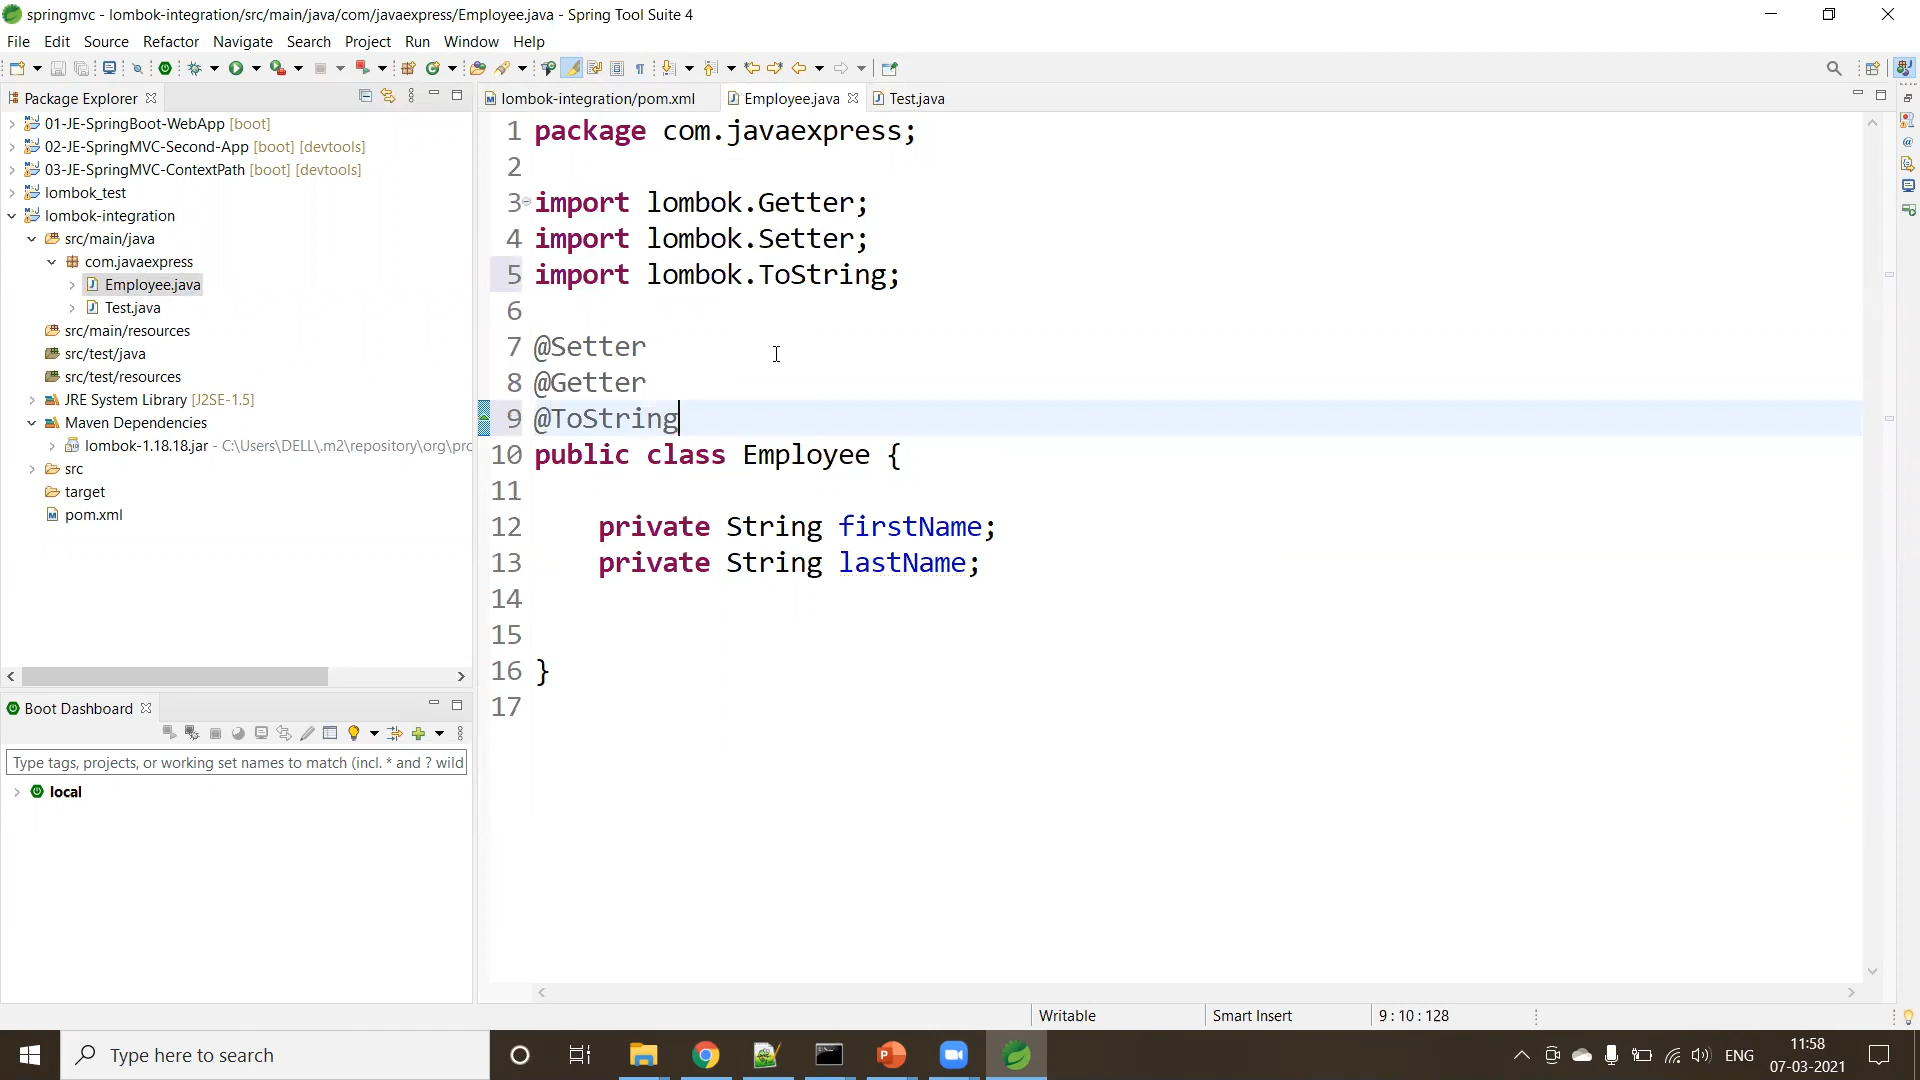 springmvc - lombok-integration/src/main/java/com/javaexpress/Employee.java - Spring Tool Suite 4
File Edit Source Refactor Navigate Search Project Run Window Help
Package Explorer
lombok-integration/pom.xml Employee.java Test.java
01-JE-SpringBoot-WebApp [boot]
02-JE-SpringMVC-Second-App [boot] [devtools]
03-JE-SpringMVC-ContextPath [boot] [devtools]
lombok_test
lombok-integration
src/main/java
com.javaexpress
Employee.java
Test.java
src/main/resources
src/test/java
src/test/resources
JRE System Library [J2SE-1.5]
Maven Dependencies
lombok-1.18.18.jar - C:\Users\DELL\.m2\repository\org\prc
src
target
pom.xml
1 package com.javaexpress;
2
3 import lombok.Getter;
4 import lombok.Setter;
5 import lombok.ToString;
6
7 @Setter
8 @Getter
9 @ToString
10 public class Employee {
11
12 private String firstName;
13 private String lastName;
14
15
16 }
17
Boot Dashboard
Type tags, projects, or working set names to match (incl. * and ? wild
local
Writable Smart Insert 9 : 10 : 128
Type here to search
ENG
11:58
07-03-2021